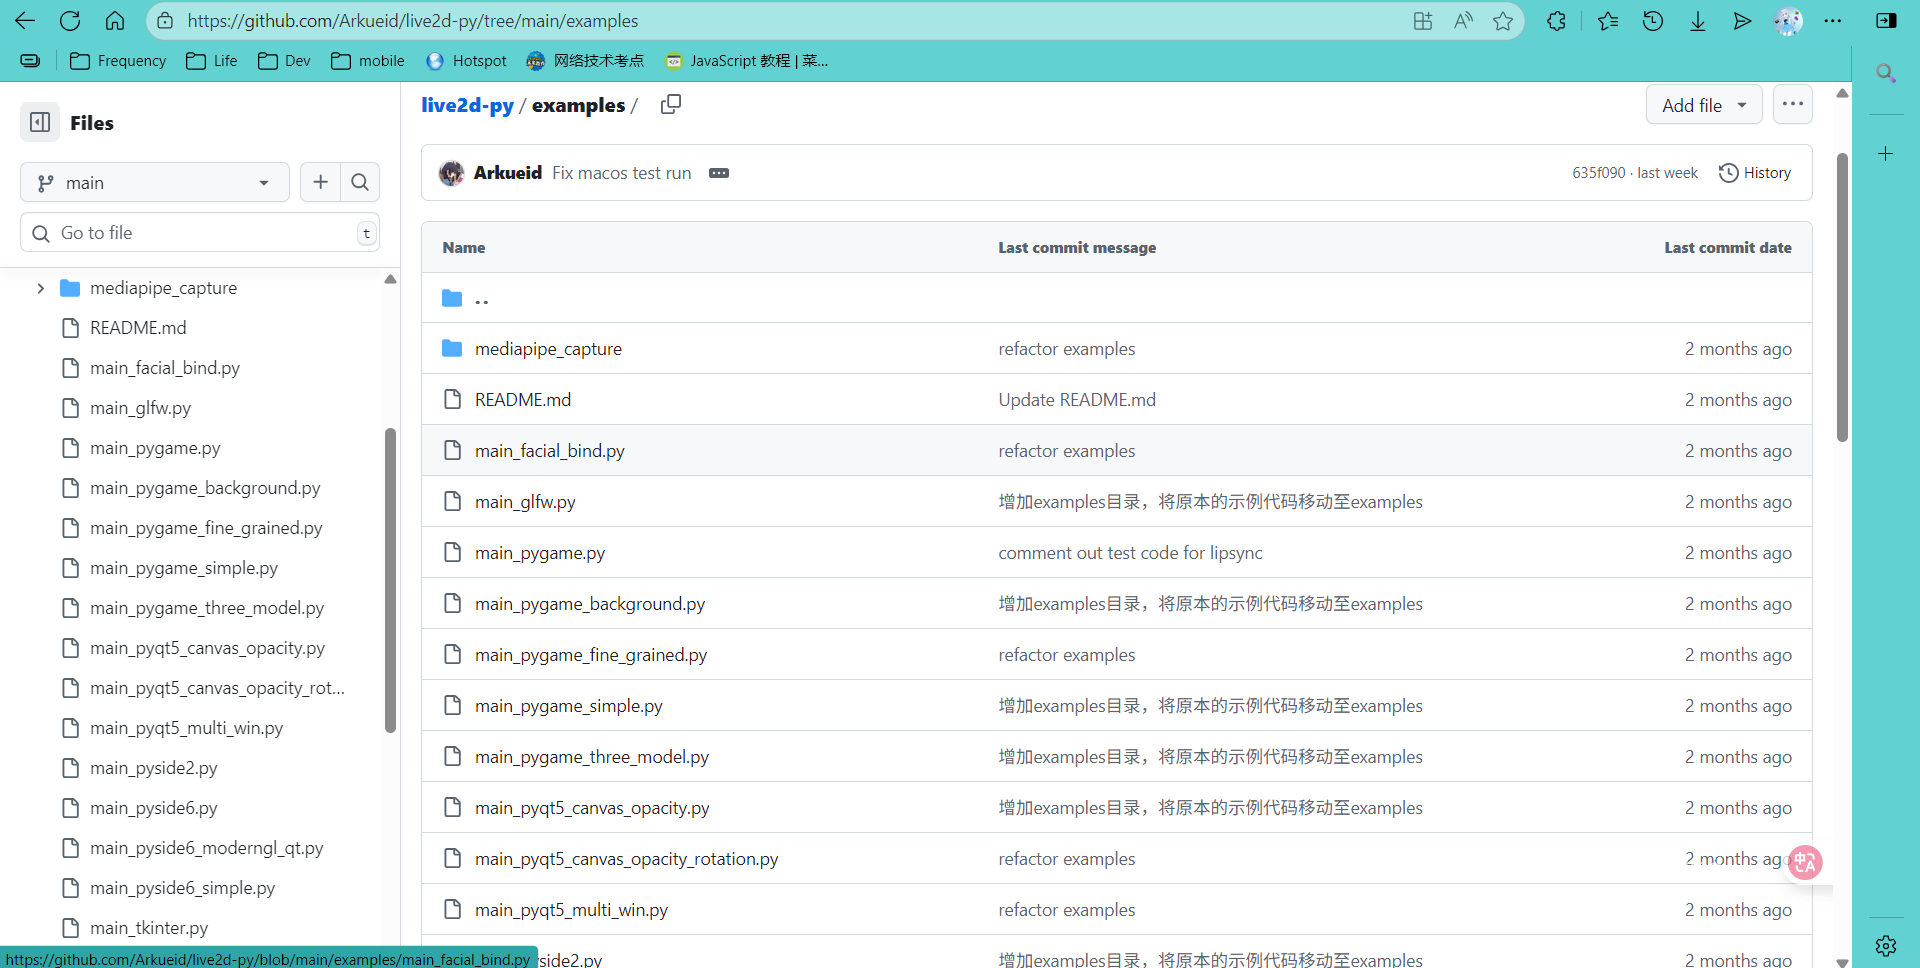 https://github.com/Arkueid/live2d-py/tree/main/examples
Frequency
Life
Dev
mobile
Hotspot
网络技术考点
JavaScript 教程 | 菜...
Files
main
Go to file
t
mediapipe_capture
README.md
main_facial_bind.py
main_glfw.py
main_pygame.py
main_pygame_background.py
main_pygame_fine_grained.py
main_pygame_simple.py
main_pygame_three_model.py
main_pyqt5_canvas_opacity.py
main_pyqt5_canvas_opacity_rot...
main_pyqt5_multi_win.py
main_pyside2.py
main_pyside6.py
main_pyside6_moderngl_qt.py
main_pyside6_simple.py
main_tkinter.py
https://github.com/Arkueid/live2d-py/blob/main/examples/main_facial_bind.py
live2d-py / examples /
Add file
Arkueid Fix macos test run
635f090 · last week
History
Name Last commit message Last commit date
..
mediapipe_capture refactor examples 2 months ago
README.md Update README.md 2 months ago
main_facial_bind.py refactor examples 2 months ago
main_glfw.py 增加examples目录，将原本的示例代码移动至examples 2 months ago
main_pygame.py comment out test code for lipsync 2 months ago
main_pygame_background.py 增加examples目录，将原本的示例代码移动至examples 2 months ago
main_pygame_fine_grained.py refactor examples 2 months ago
main_pygame_simple.py 增加examples目录，将原本的示例代码移动至examples 2 months ago
main_pygame_three_model.py 增加examples目录，将原本的示例代码移动至examples 2 months ago
main_pyqt5_canvas_opacity.py 增加examples目录，将原本的示例代码移动至examples 2 months ago
main_pyqt5_canvas_opacity_rotation.py refactor examples 2 months ago
main_pyqt5_multi_win.py refactor examples 2 months ago
side2.py 增加examples目录，将原本的示例代码移动至examples 2 months ago